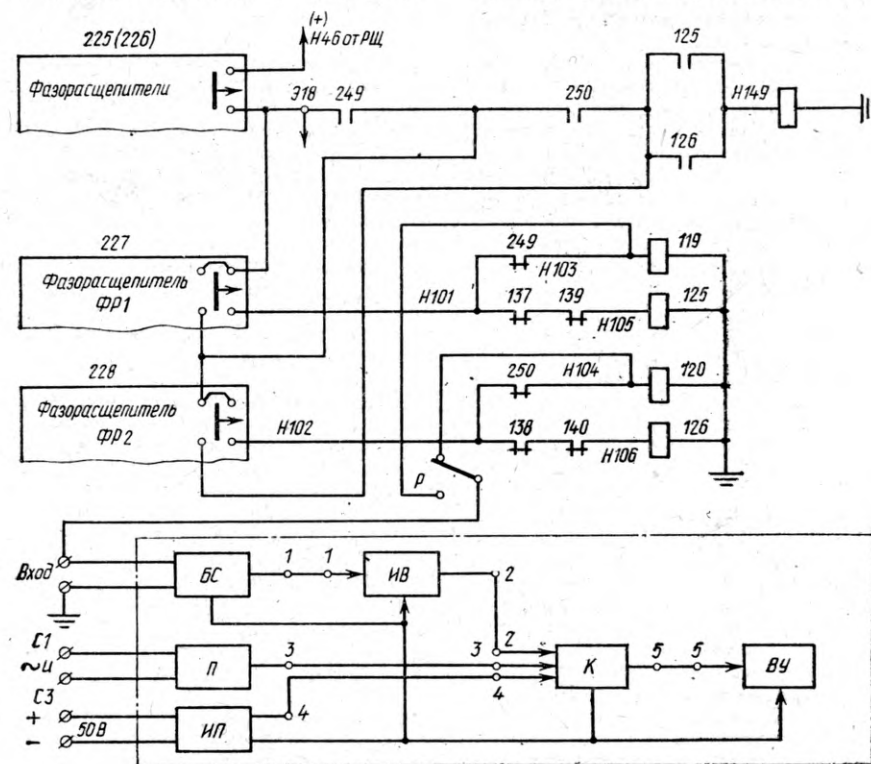 (+)
Н46 от РЩ
225(226)
Фазорасщепители
Э18
249
250
125
126
Н149
227
Фазорасщепитель
ФР1
Н101
249
Н103
119
137
139
Н105
125
228
Фазорасщепитель
ФР2
Н102
250
Н104
120
138
140
Н106
126
Р
Вход
БС
1
1
ИВ
2
2
С1
~U
С3
П
3
3
4
К
5
5
ВУ
+
50В
-
ИП
4